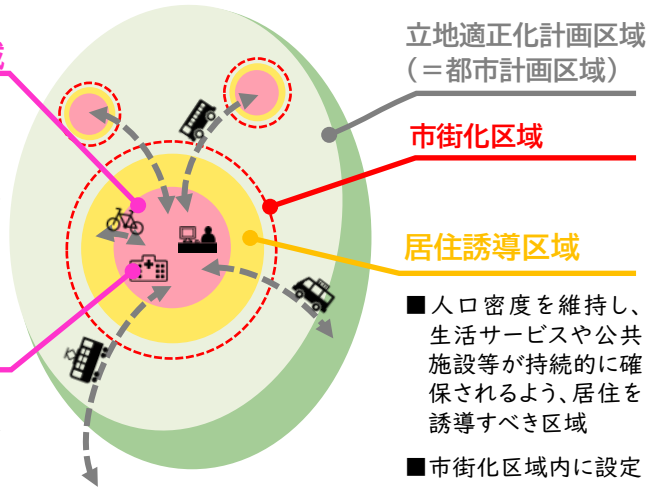 域
立地適正化計画区域
（＝都市計画区域）
市街化区域
居住誘導区域
■人口密度を維持し、
生活サービスや公共
施設等が持続的に確
保されるよう、居住を
誘導すべき区域
■市街化区域内に設定